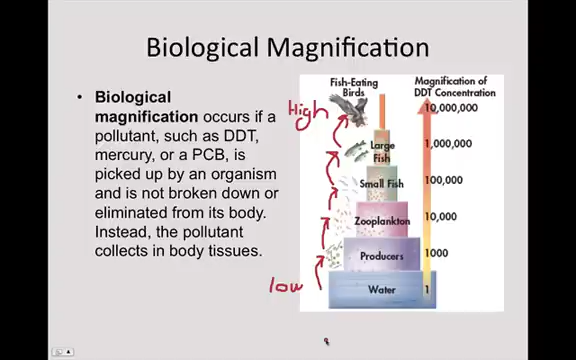 Biological Magnification
• Biological
magnification occurs if a
pollutant, such as DDT,
mercury, or a PCB, is
picked up by an organism
and is not broken down or
eliminated from its body.
Instead, the pollutant
collects in body tissues.
Fish-Eating
Birds
Magnification of
DDT Concentration
High
10,000,000
Large
Fish
1,000,000
Small Fish
100,000
Zooplankton
10,000
Producers
1000
low
Water
1